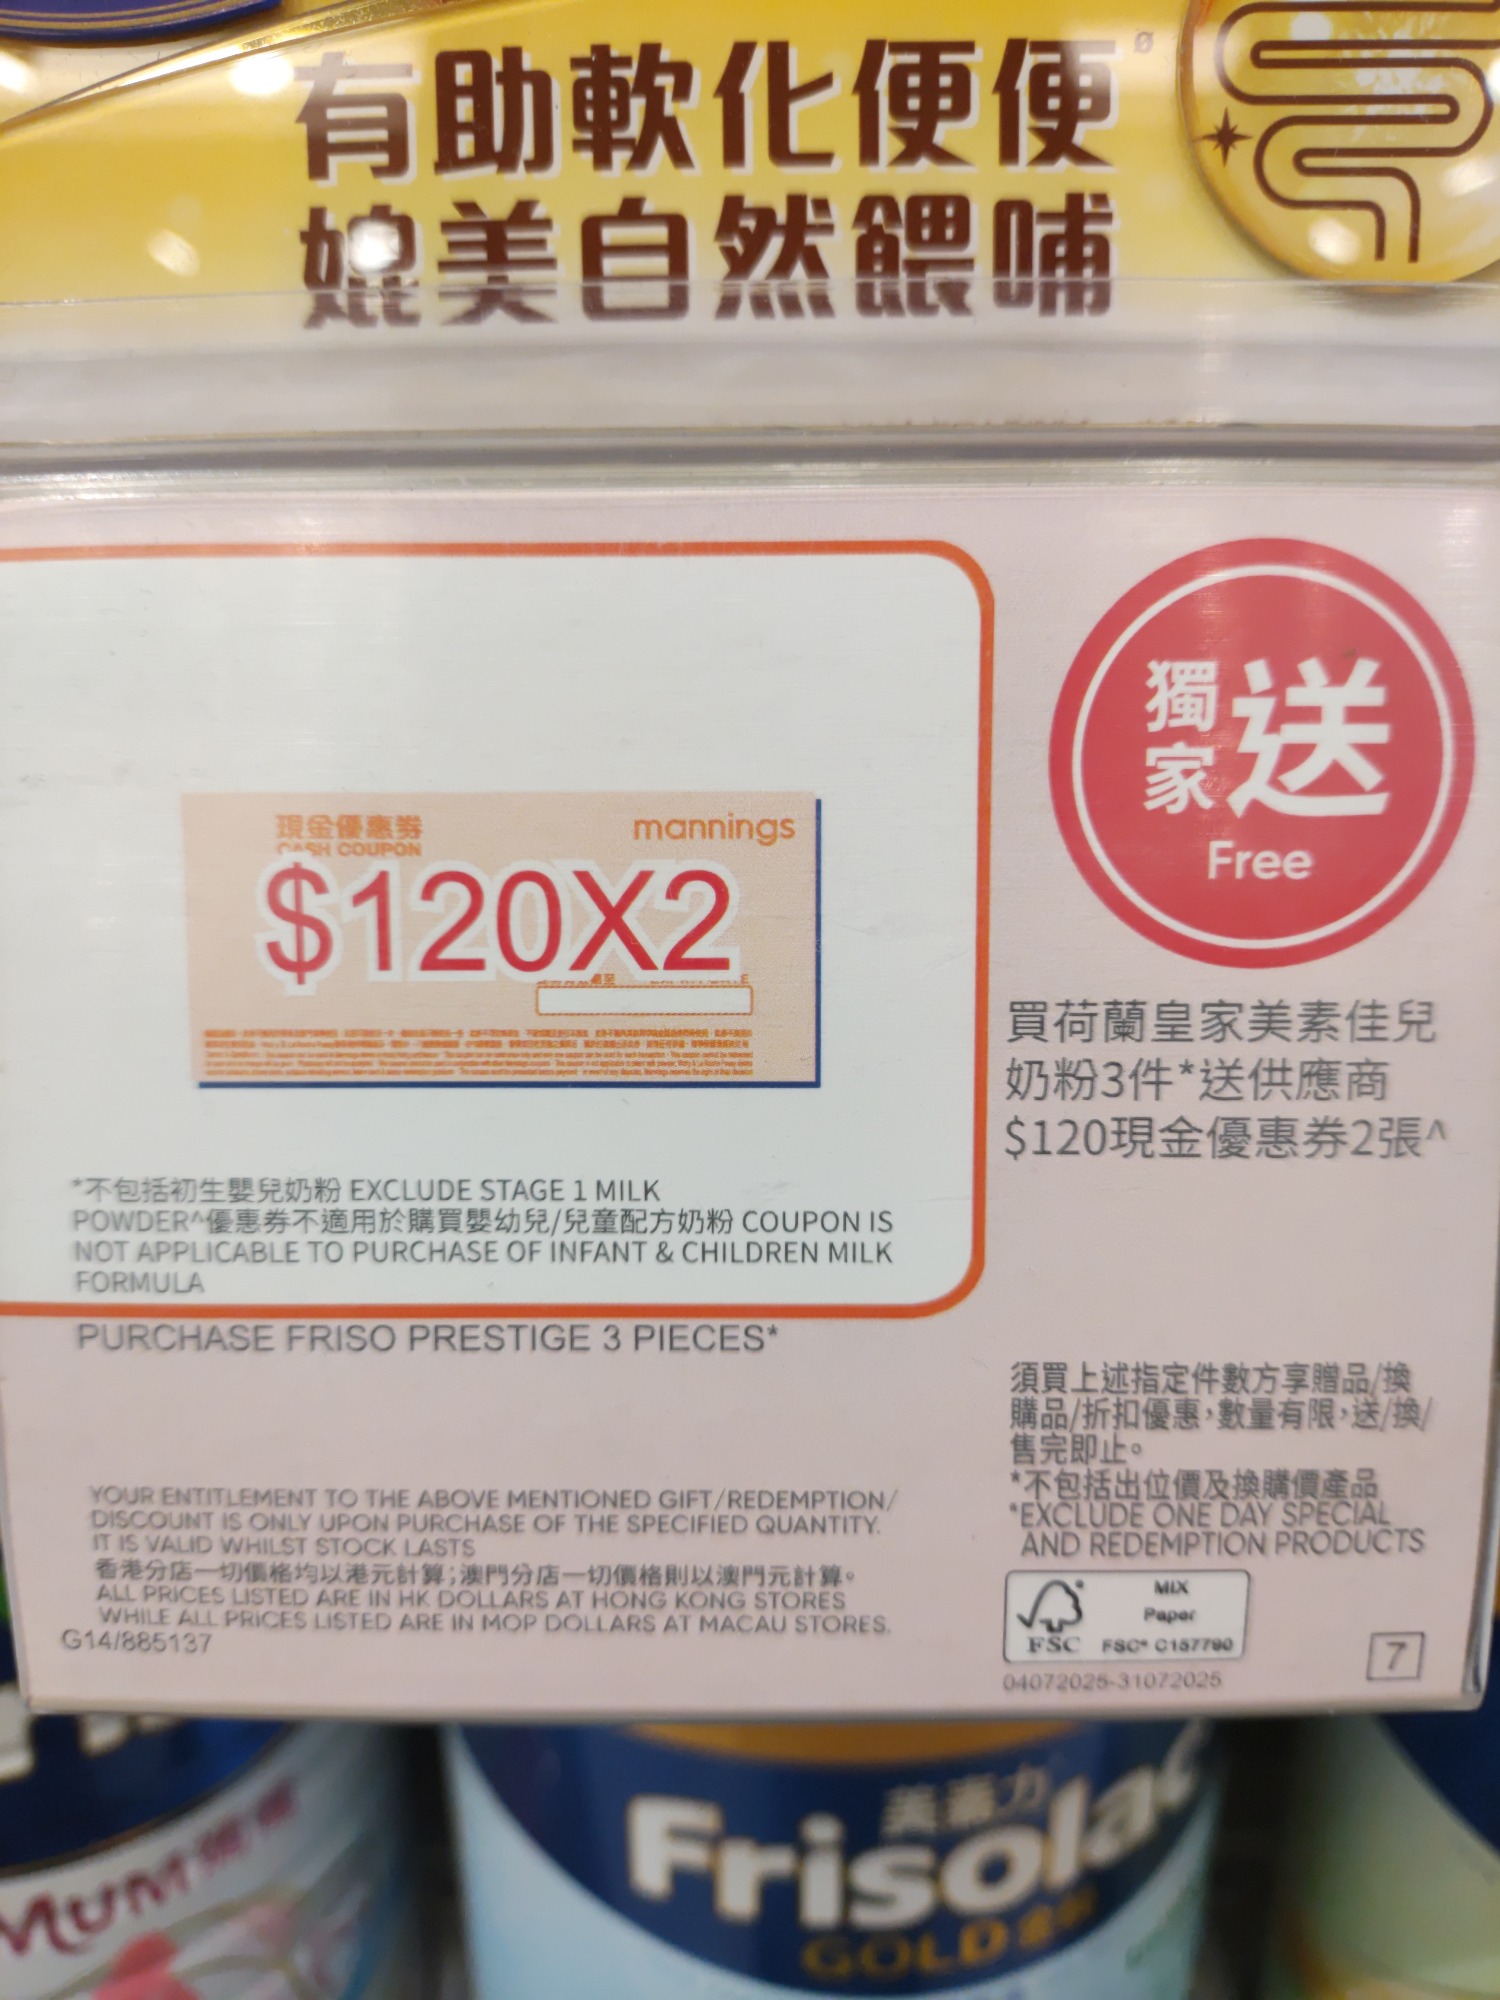 有助軟化便便ø
媲美自然餵哺
獨家送
Free
現金優惠券
CASH COUPON
mannings
$120X2
買荷蘭皇家美素佳兒
奶粉3件*送供應商
$120現金優惠券2張^
*不包括初生嬰兒奶粉 EXCLUDE STAGE 1 MILK
POWDER^優惠券不適用於購買嬰幼兒/兒童配方奶粉 COUPON IS
NOT APPLICABLE TO PURCHASE OF INFANT & CHILDREN MILK
FORMULA
PURCHASE FRISO PRESTIGE 3 PIECES*
須買上述指定件數方享贈品/換
購品/折扣優惠，數量有限，送/換/
售完即止。
*不包括出位價及換購價產品
*EXCLUDE ONE DAY SPECIAL
AND REDEMPTION PRODUCTS
YOUR ENTITLEMENT TO THE ABOVE MENTIONED GIFT/REDEMPTION/
DISCOUNT IS ONLY UPON PURCHASE OF THE SPECIFIED QUANTITY.
IT IS VALID WHILST STOCK LASTS
香港分店一切價格均以港元計算；澳門分店一切價格則以澳門元計算。
ALL PRICES LISTED ARE IN HK DOLLARS AT HONG KONG STORES
WHILE ALL PRICES LISTED ARE IN MOP DOLLARS AT MACAU STORES.
G14/885137
FSC
MIX
Paper
FSC® C157790
04072025-31072025
7
美素力
Frisolac
GOLD
MUM